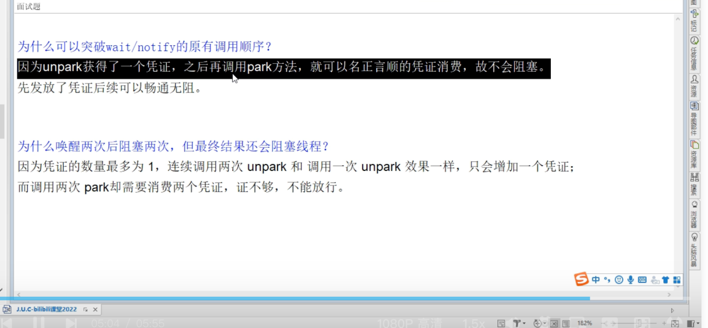 面试题
为什么可以突破wait/notify的原有调用顺序?
因为unpark获得了一个凭证，之后再调用park方法，就可以名正言顺的凭证消费，故不会阻塞。
先发放了凭证后续可以畅通无阻。
为什么唤醒两次后阻塞两次，但最终结果还会阻塞线程?
因为凭证的数量最多为 1，连续调用两次 unpark 和 调用一次 unpark 效果一样，只会增加一个凭证；
而调用两次 park却需要消费两个凭证，证不够，不能放行。
中
J.U.C-bilibili课堂2022
182%